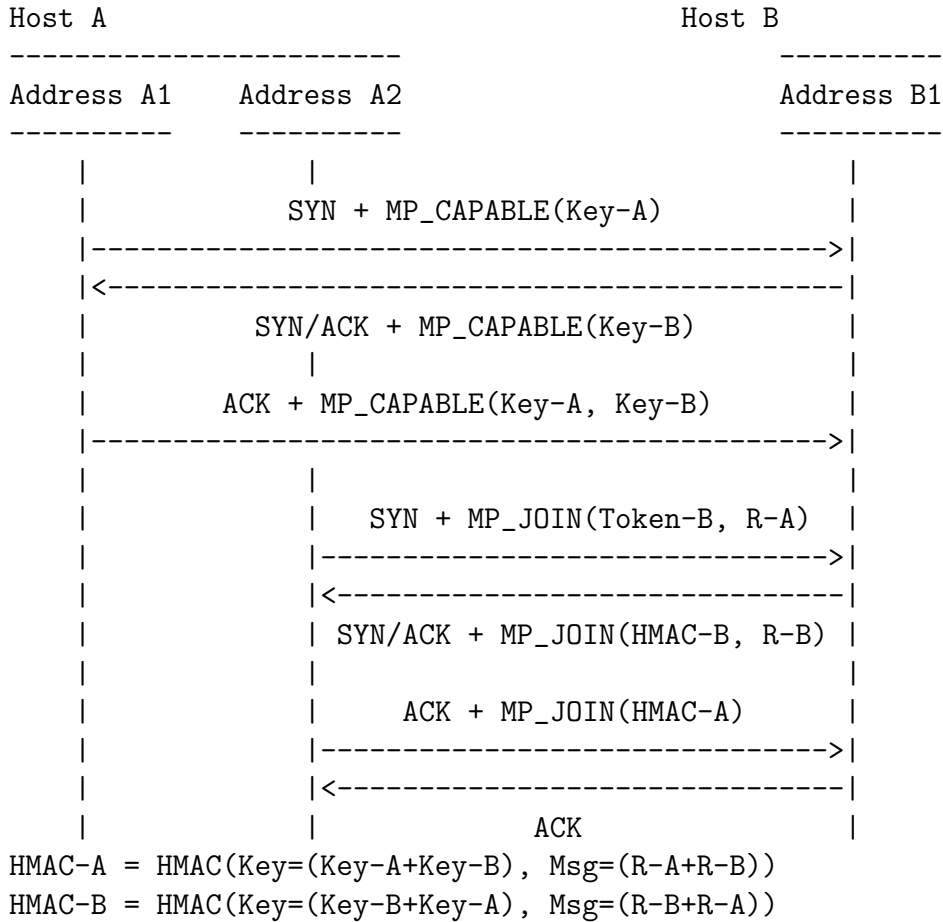 Host A                                  Host B
------------------------                       ----------
Address A1    Address A2                       Address B1
----------    ----------                       ----------
    |             |                                |
    |            SYN + MP_CAPABLE(Key-A)           |
    |--------------------------------------------->|
    |<---------------------------------------------|
    |          SYN/ACK + MP_CAPABLE(Key-B)         |
    |             |                                |
    |        ACK + MP_CAPABLE(Key-A, Key-B)        |
    |--------------------------------------------->|
    |             |                                |
    |             |   SYN + MP_JOIN(Token-B, R-A)  |
    |             |------------------------------->|
    |             |<-------------------------------|
    |             | SYN/ACK + MP_JOIN(HMAC-B, R-B) |
    |             |                                |
    |             |     ACK + MP_JOIN(HMAC-A)      |
    |             |------------------------------->|
    |             |<-------------------------------|
    |             |             ACK                |
HMAC-A = HMAC(Key=(Key-A+Key-B), Msg=(R-A+R-B))
HMAC-B = HMAC(Key=(Key-B+Key-A), Msg=(R-B+R-A))